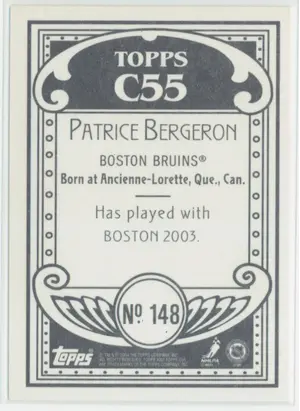 TOPPS
C55
PATRICE BERGERON
BOSTON BRUINS®
Born at Ancienne-Lorette, Que., Can.
Has played with
BOSTON 2003.
Nº 148
topps